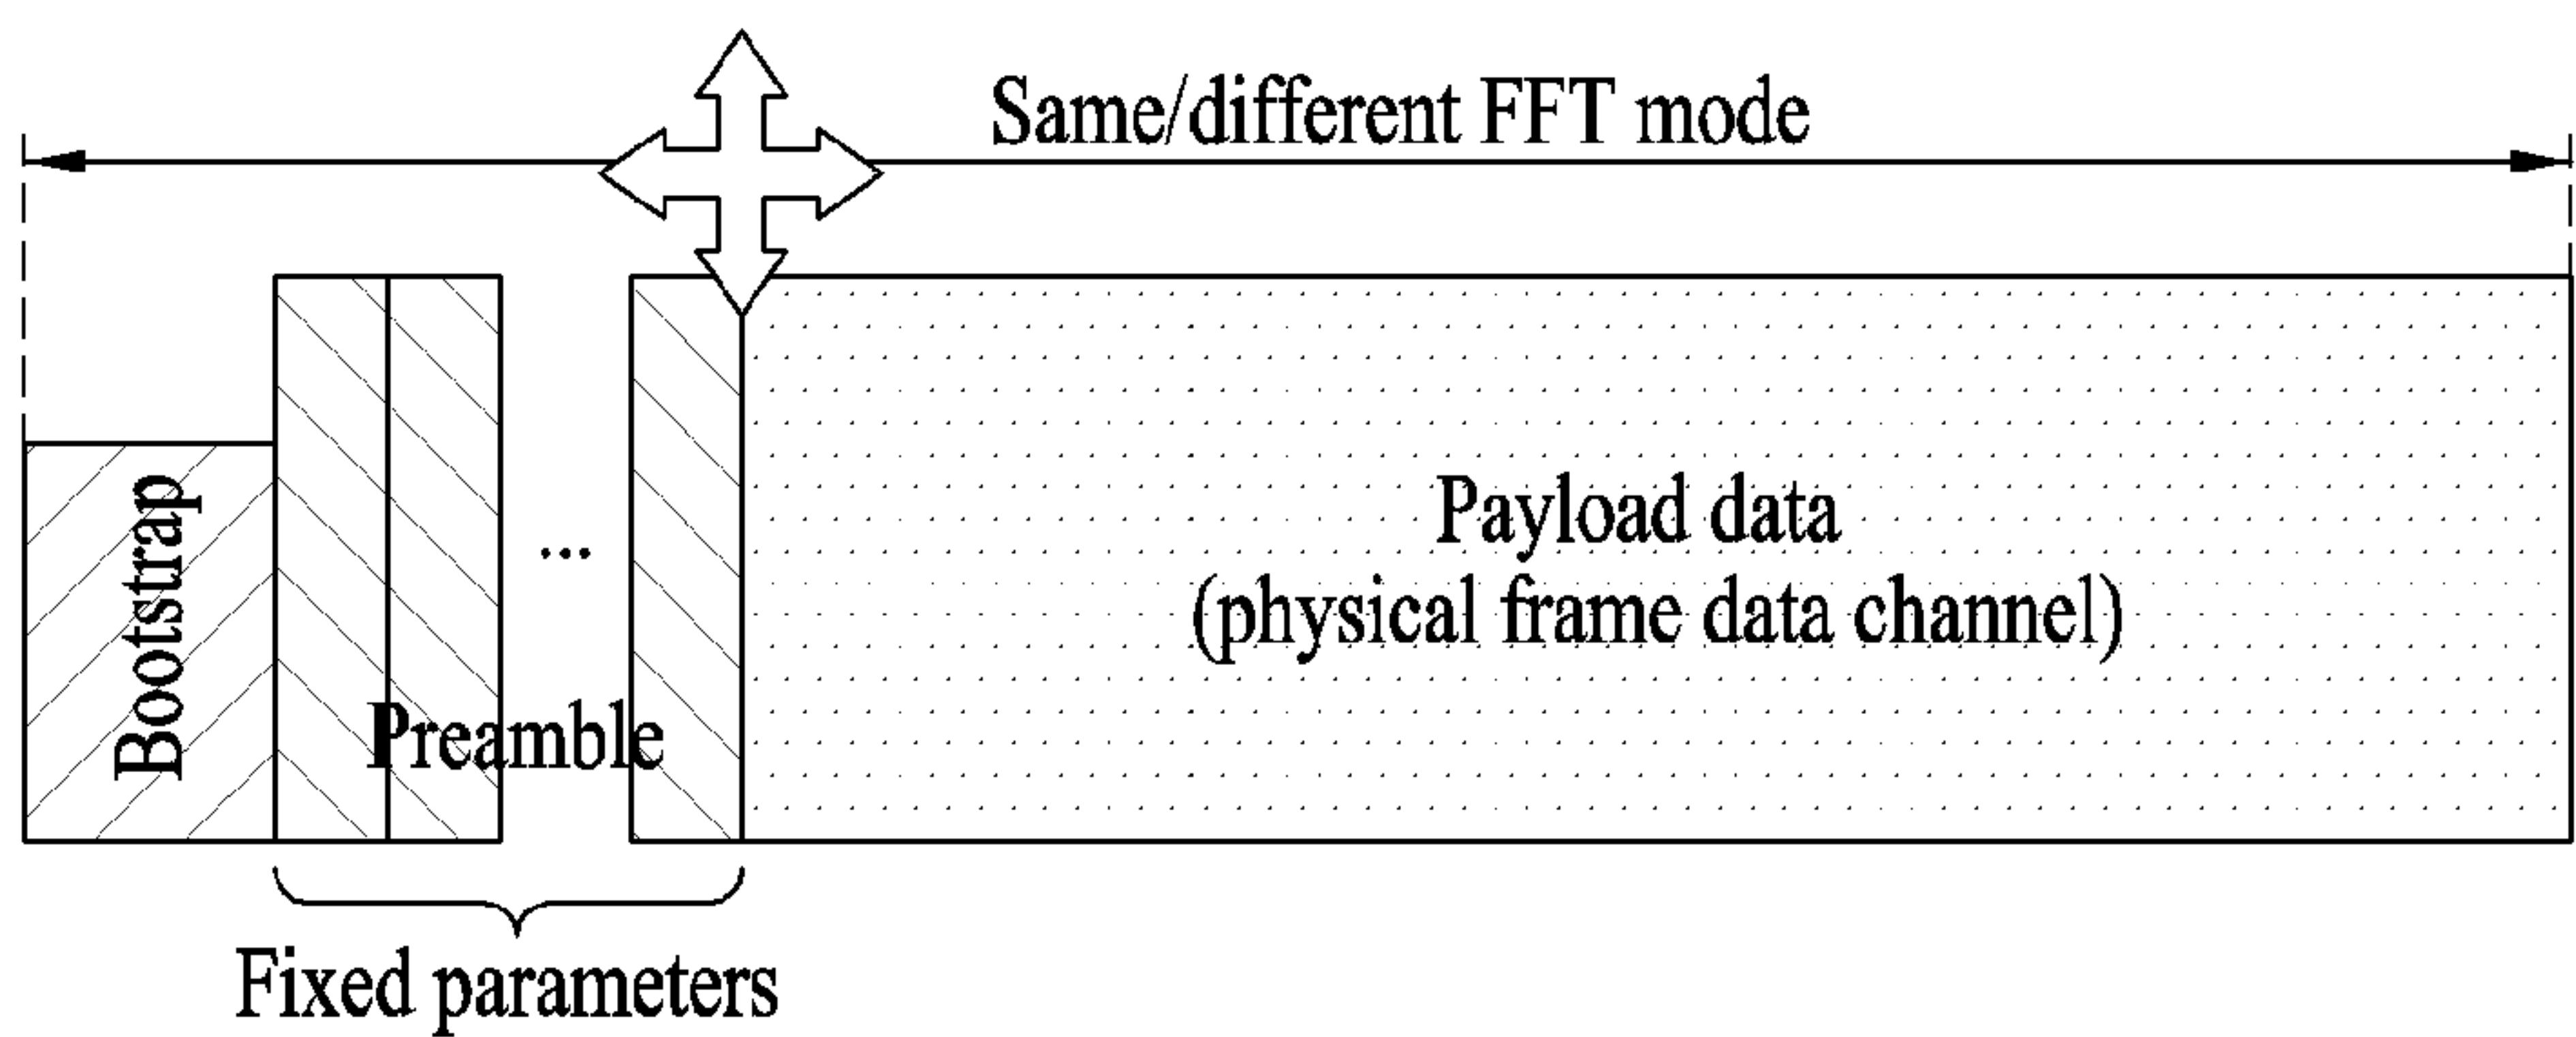 Same/different FFT mode
Bootstrap
...
Preamble
Payload data
(physical frame data channel)
Fixed parameters